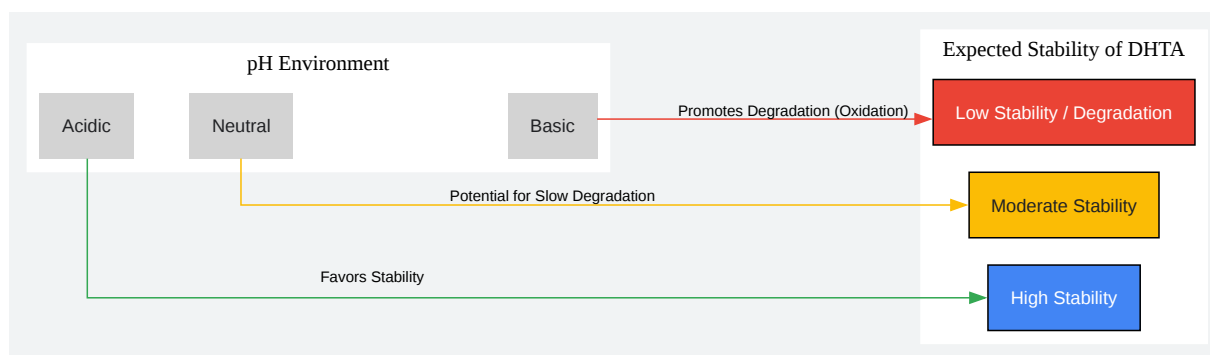 pH Environment
Acidic
Neutral
Basic
Promotes Degradation (Oxidation)
Potential for Slow Degradation
Favors Stability
Expected Stability of DHTA
Low Stability / Degradation
Moderate Stability
High Stability